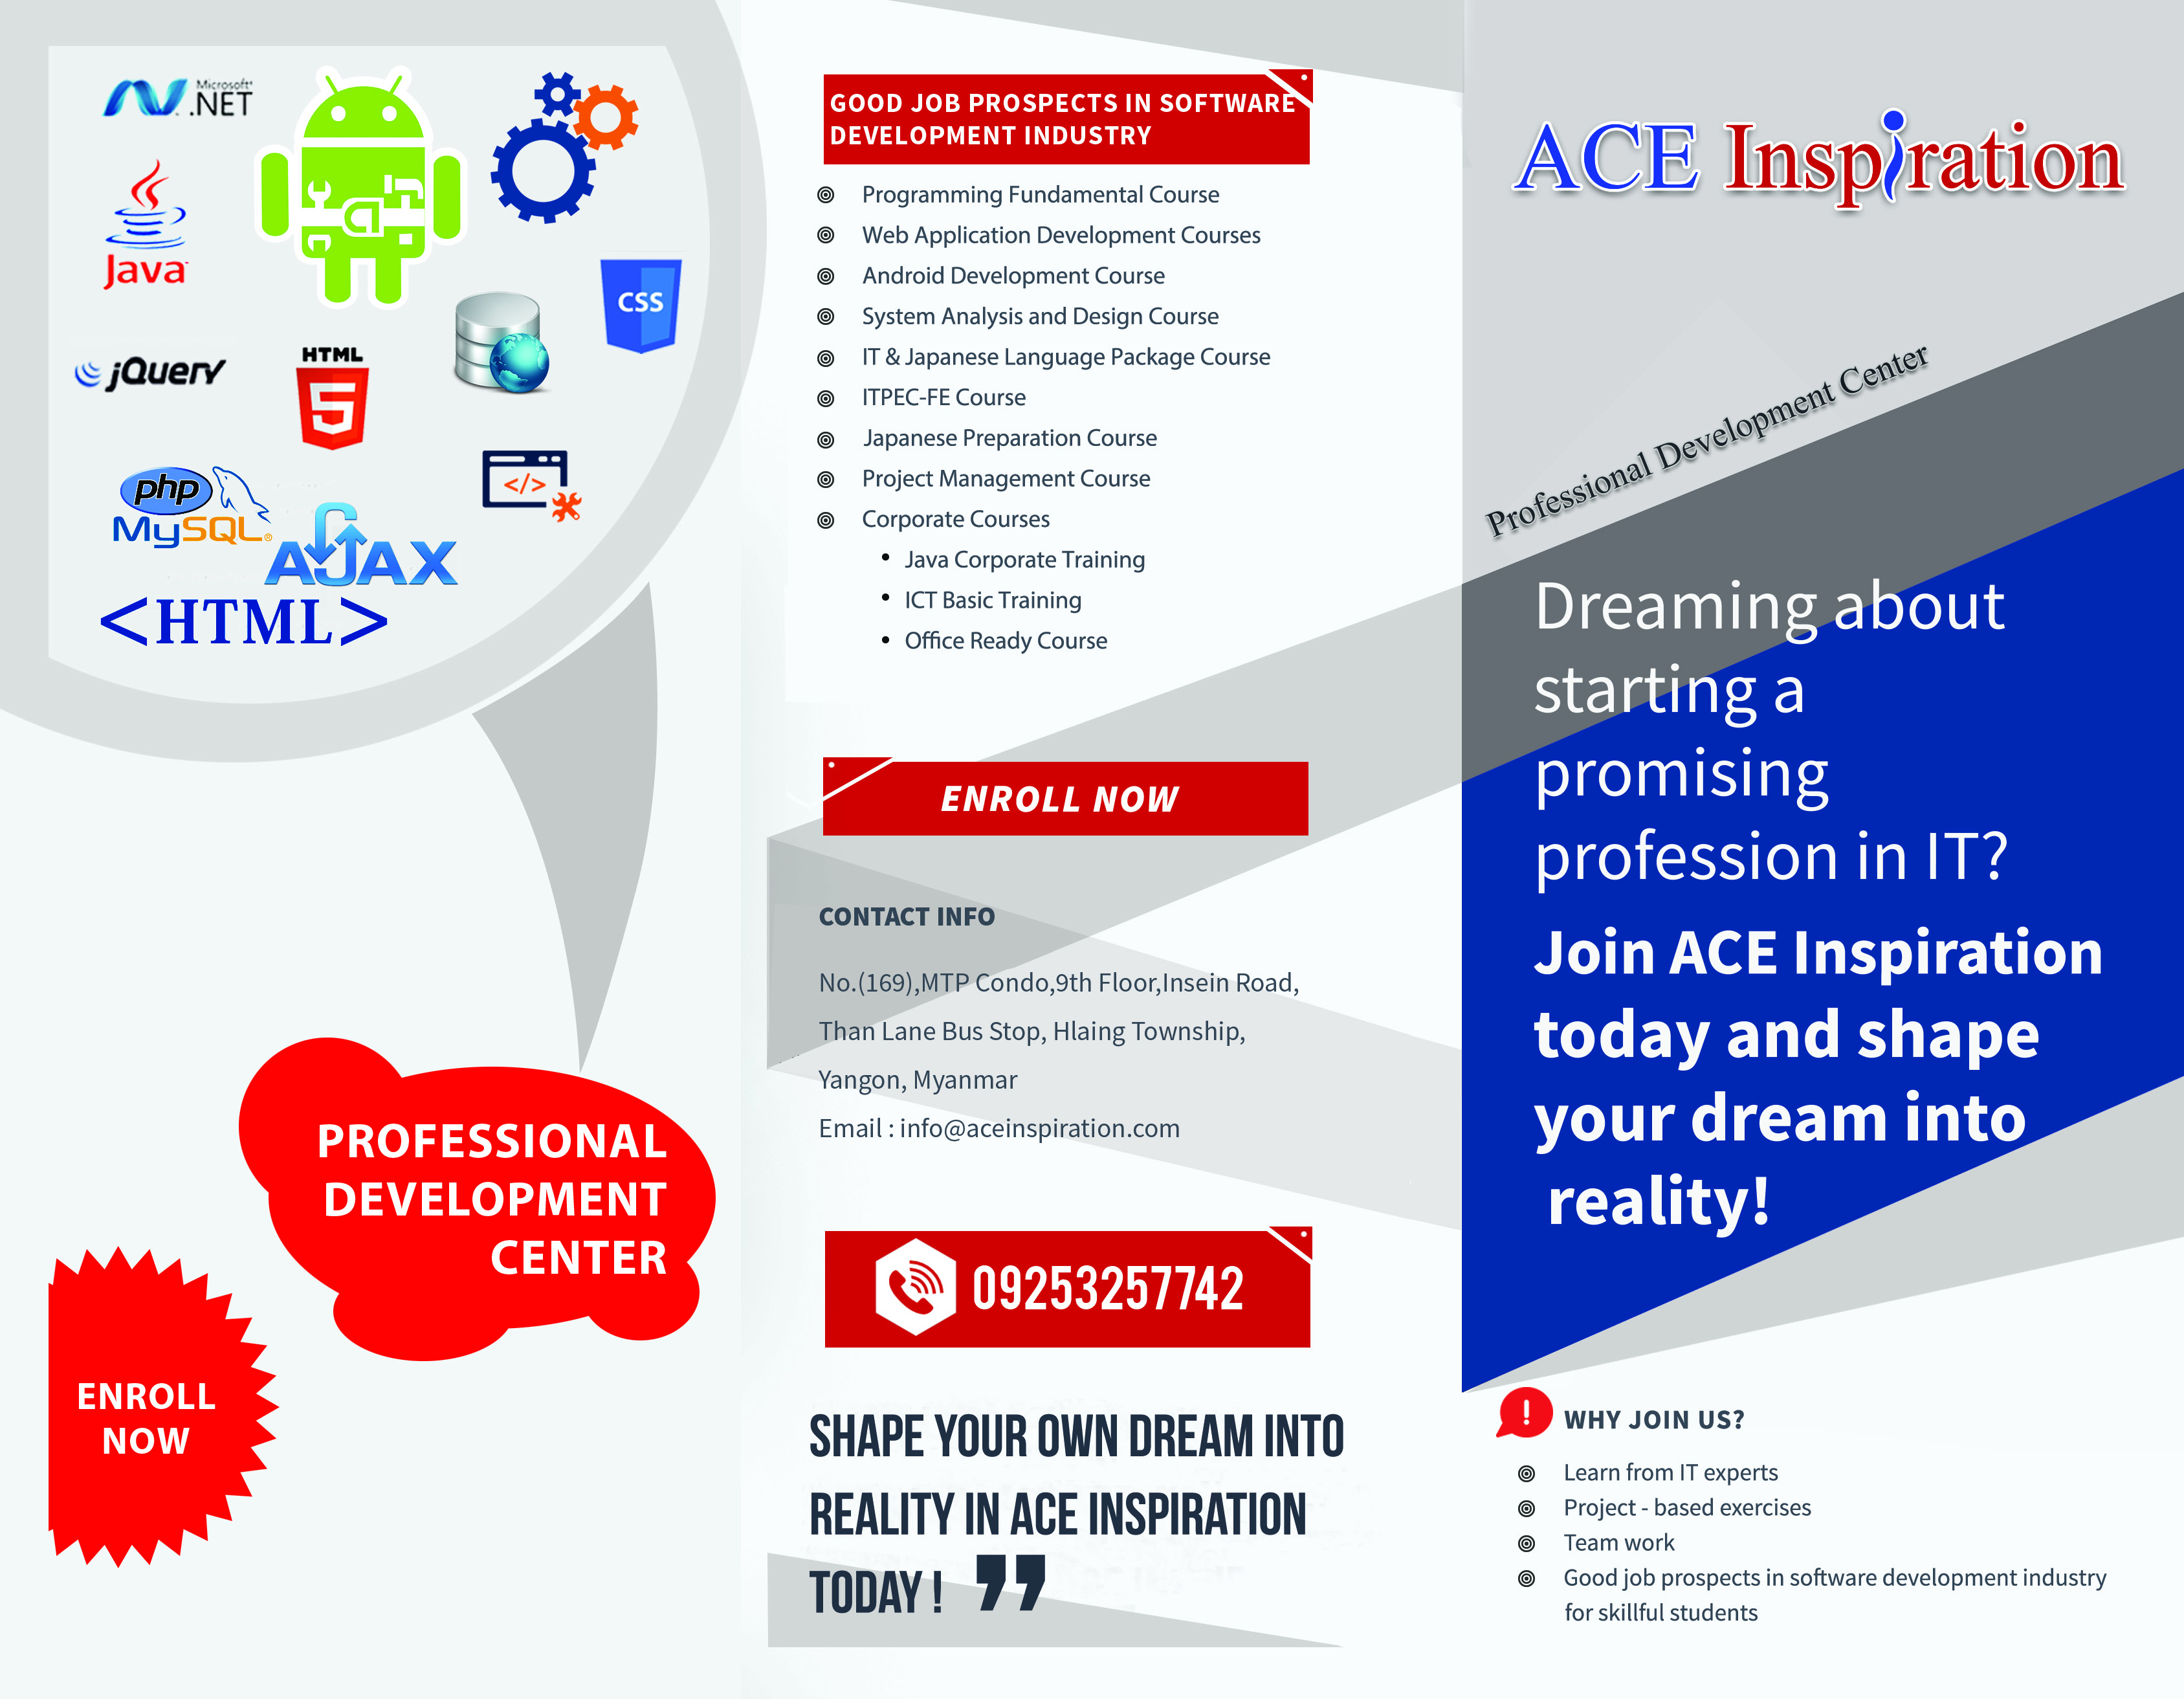 Microsoft®
.NET
Java
CSS
jQuery
HTML
5
php
MySQL®
AJAX
<HTML>
</>
PROFESSIONAL
DEVELOPMENT
CENTER
ENROLL
NOW
GOOD JOB PROSPECTS IN SOFTWARE
DEVELOPMENT INDUSTRY
Programming Fundamental Course
Web Application Development Courses
Android Development Course
System Analysis and Design Course
IT & Japanese Language Package Course
ITPEC-FE Course
Japanese Preparation Course
Project Management Course
Corporate Courses
• Java Corporate Training
• ICT Basic Training
• Office Ready Course
ENROLL NOW
CONTACT INFO
No.(169),MTP Condo,9th Floor,Insein Road,
Than Lane Bus Stop, Hlaing Township,
Yangon, Myanmar
Email : info@aceinspiration.com
09253257742
SHAPE YOUR OWN DREAM INTO
REALITY IN ACE INSPIRATION
TODAY ! ”
ACE Inspiration
Professional Development Center
Dreaming about
starting a
promising
profession in IT?
Join ACE Inspiration
today and shape
your dream into
reality!
! WHY JOIN US?
Learn from IT experts
Project - based exercises
Team work
Good job prospects in software development industry
for skillful students